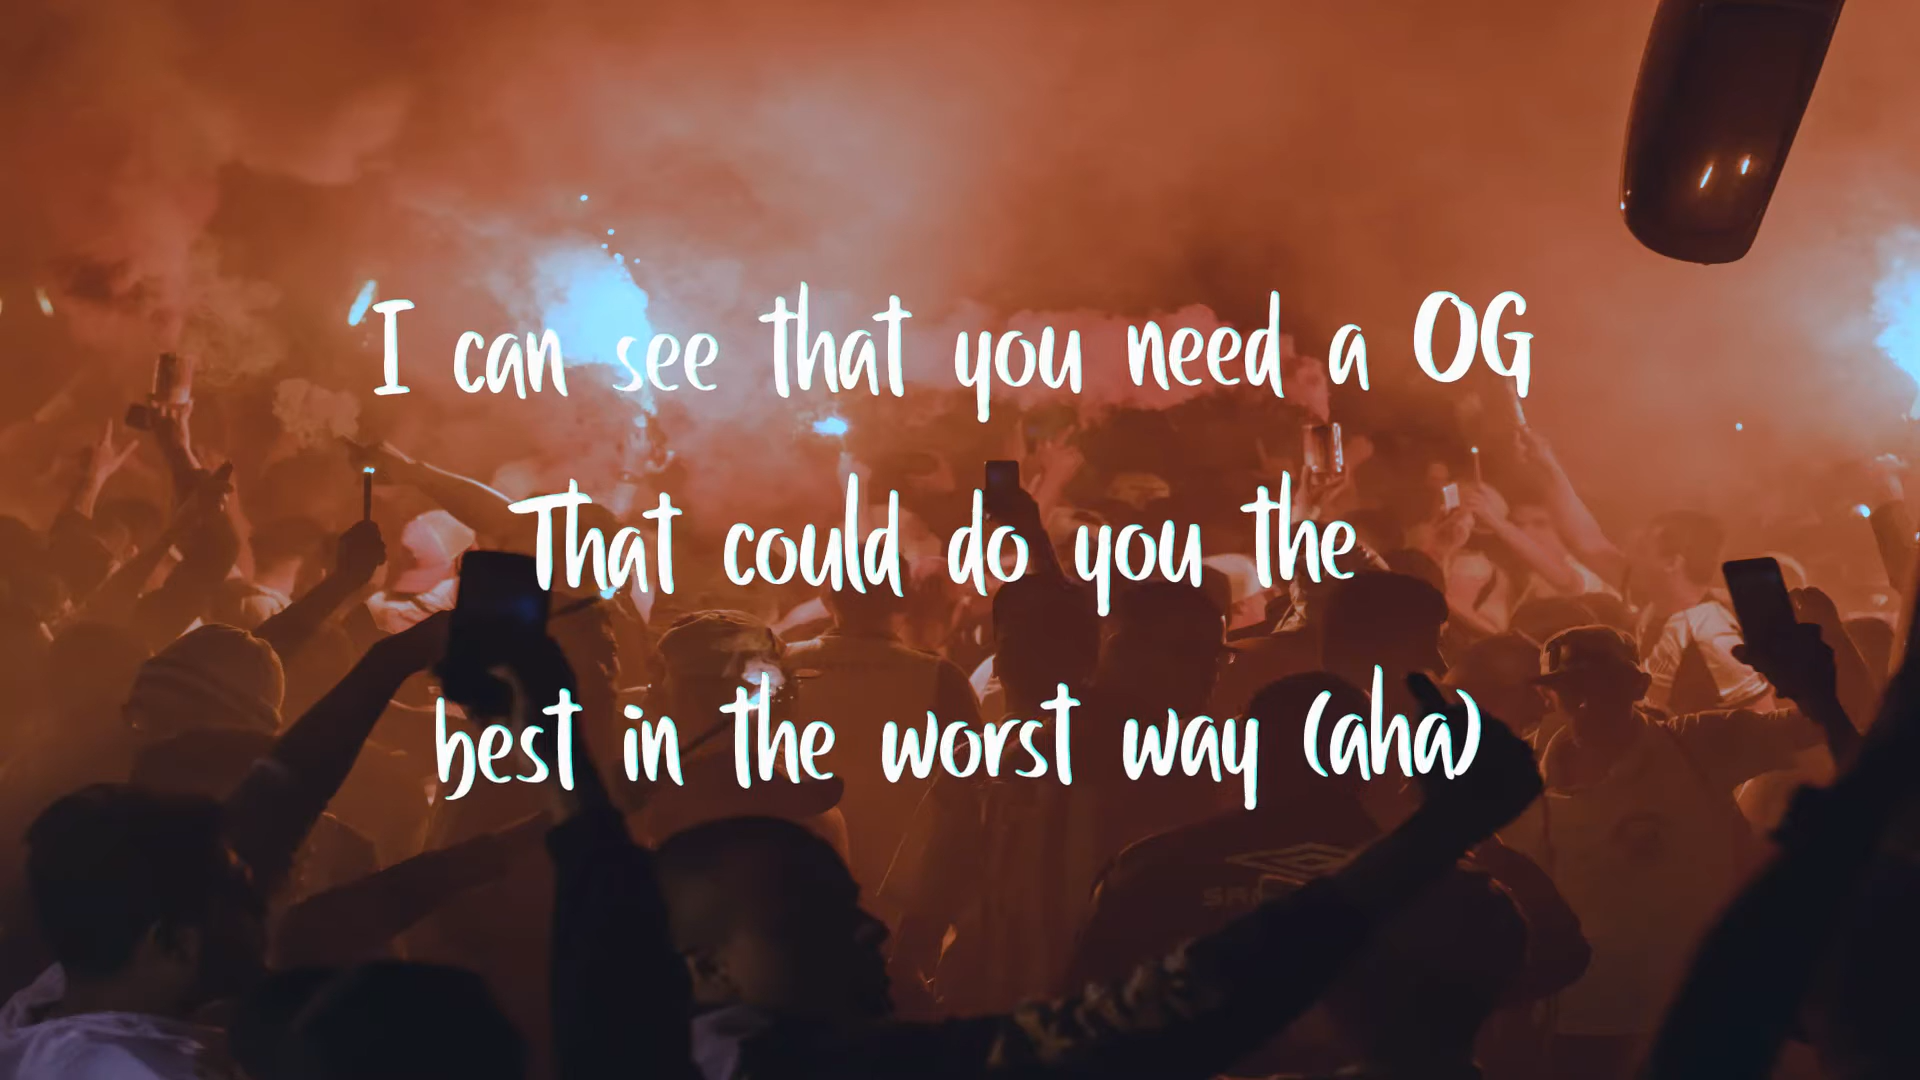 I can see that you need a OG
That could do you the
best in the worst way (aha)